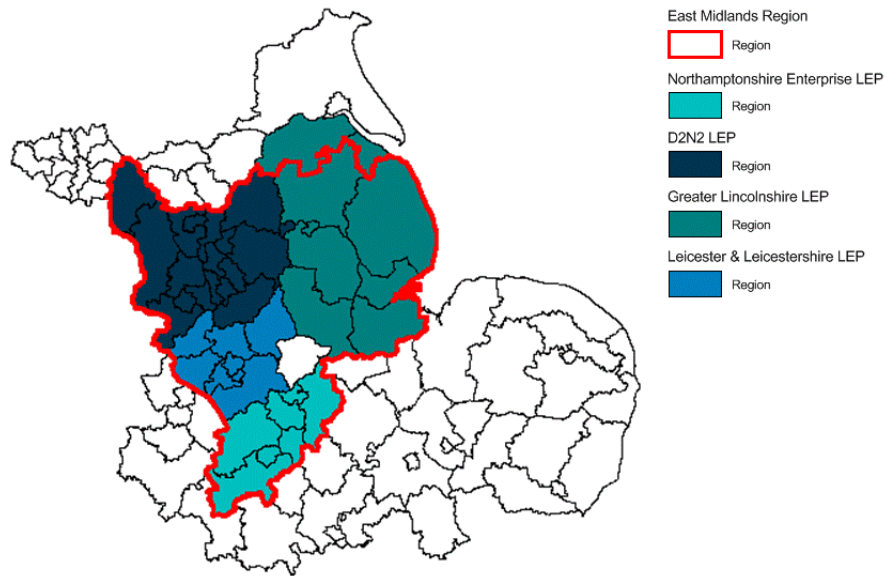 East Midlands Region
Region
Northamptonshire Enterprise LEP
Region
D2N2 LEP
Region
Greater Lincolnshire LEP
Region
Leicester & Leicestershire LEP
Region